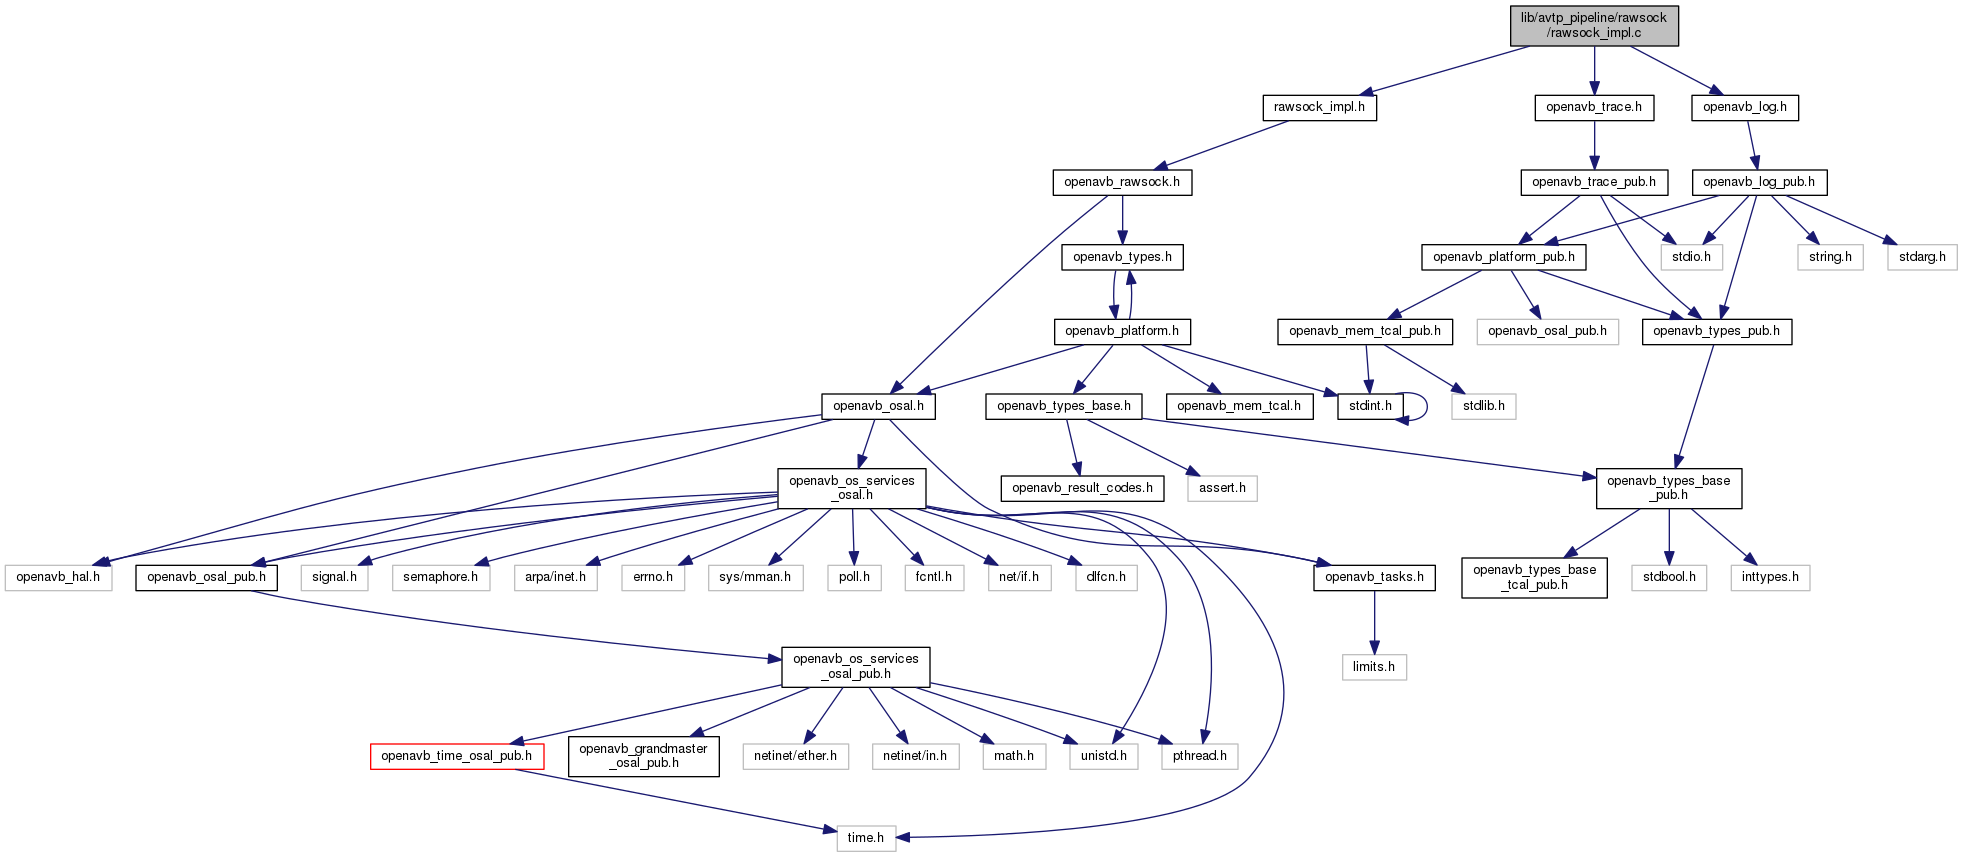 lib/avtp_pipeline/rawsock
/rawsock_impl.c
rawsock_impl.h
openavb_trace.h
openavb_log.h
openavb_rawsock.h
openavb_trace_pub.h
openavb_log_pub.h
openavb_types.h
openavb_platform_pub.h
stdio.h
string.h
stdarg.h
openavb_platform.h
openavb_mem_tcal_pub.h
openavb_osal_pub.h
openavb_types_pub.h
openavb_osal.h
openavb_types_base.h
openavb_mem_tcal.h
stdint.h
stdlib.h
openavb_os_services
_osal.h
openavb_result_codes.h
assert.h
openavb_types_base
_pub.h
openavb_hal.h
openavb_osal_pub.h
signal.h
semaphore.h
arpa/inet.h
errno.h
sys/mman.h
poll.h
fcntl.h
net/if.h
dlfcn.h
openavb_tasks.h
openavb_types_base
_tcal_pub.h
stdbool.h
inttypes.h
openavb_os_services
_osal_pub.h
limits.h
openavb_time_osal_pub.h
openavb_grandmaster
_osal_pub.h
netinet/ether.h
netinet/in.h
math.h
unistd.h
pthread.h
time.h